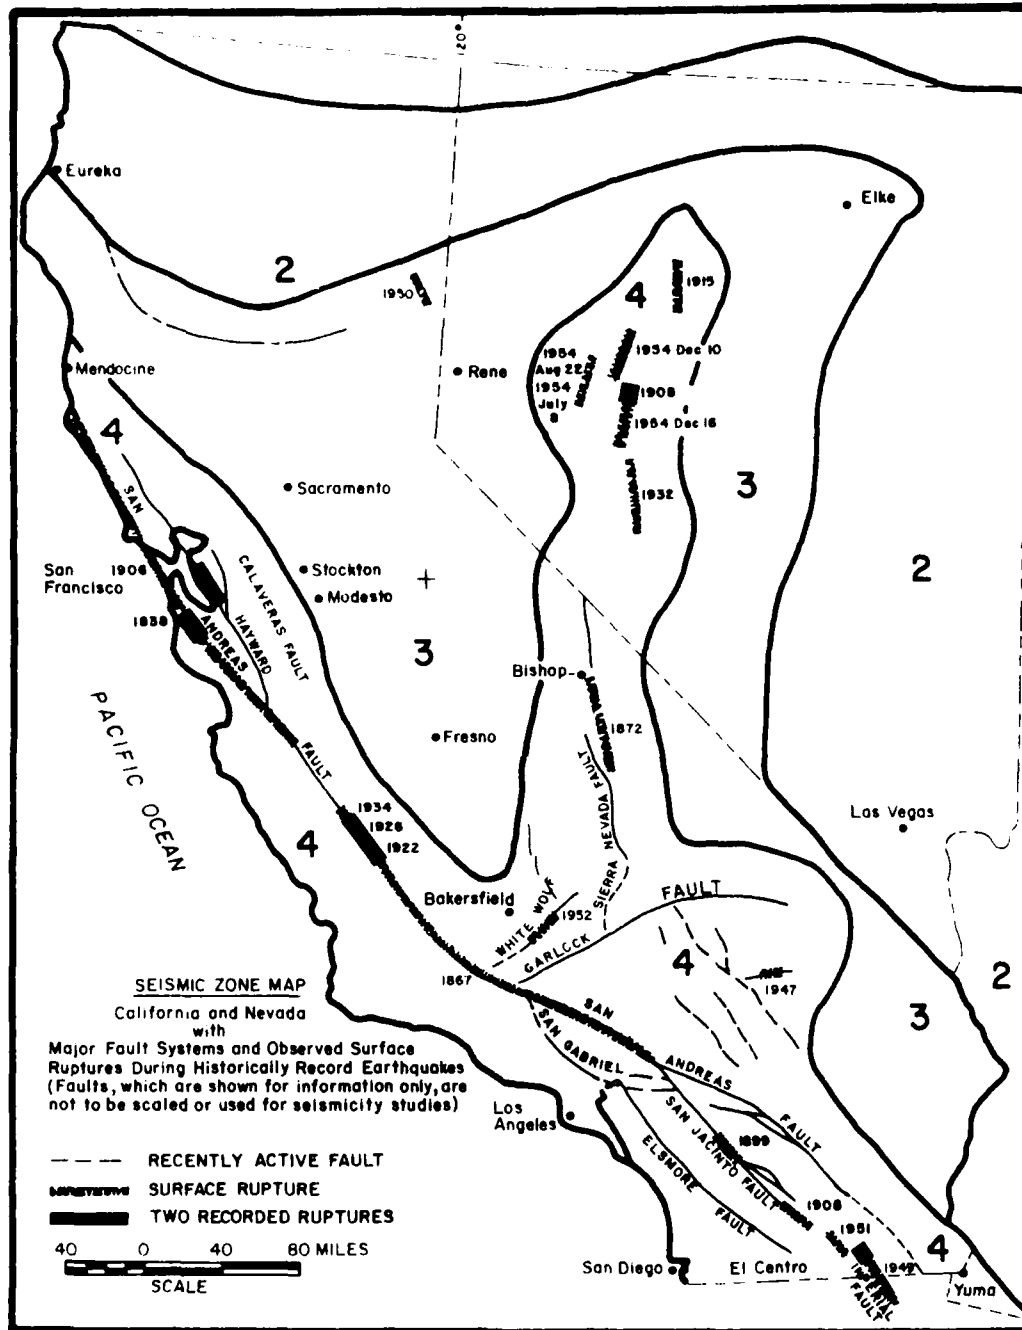 120°
Eureka
Elke
2
1950
4
1915
1954
Aug 22
1954 Dec 10
1954
July
8
1908
1954 Dec 16
Mendocine
Rene
4
SAN
Sacramento
3
1932
San
Francisco
1906
Stockton
Modesto
2
1838
ANDREAS
HAYWARD
CALAVERAS FAULT
3
Bishop
PACIFIC OCEAN
FAULT
Fresno
1872
SIERRA NEVADA FAULT
1934
1926
1922
4
Las Vegas
Bakersfield
WHITE WOLF
1952
GARLOCK
FAULT
4
1867
1947
2
3
SAN
ANDREAS
FAULT
SAN GABRIEL
SEISMIC ZONE MAP
California and Nevada
with
Major Fault Systems and Observed Surface
Ruptures During Historically Record Earthquakes
(Faults, which are shown for information only, are
not to be scaled or used for seismicity studies)
Los
Angeles
SAN JACINTO FAULT
1899
ELSMORE
FAULT
1908
1951
4
RECENTLY ACTIVE FAULT
SURFACE RUPTURE
TWO RECORDED RUPTURES
40 0 40 80 MILES
SCALE
San Diego
El Centro
IMPERIAL
FAULT
Yuma